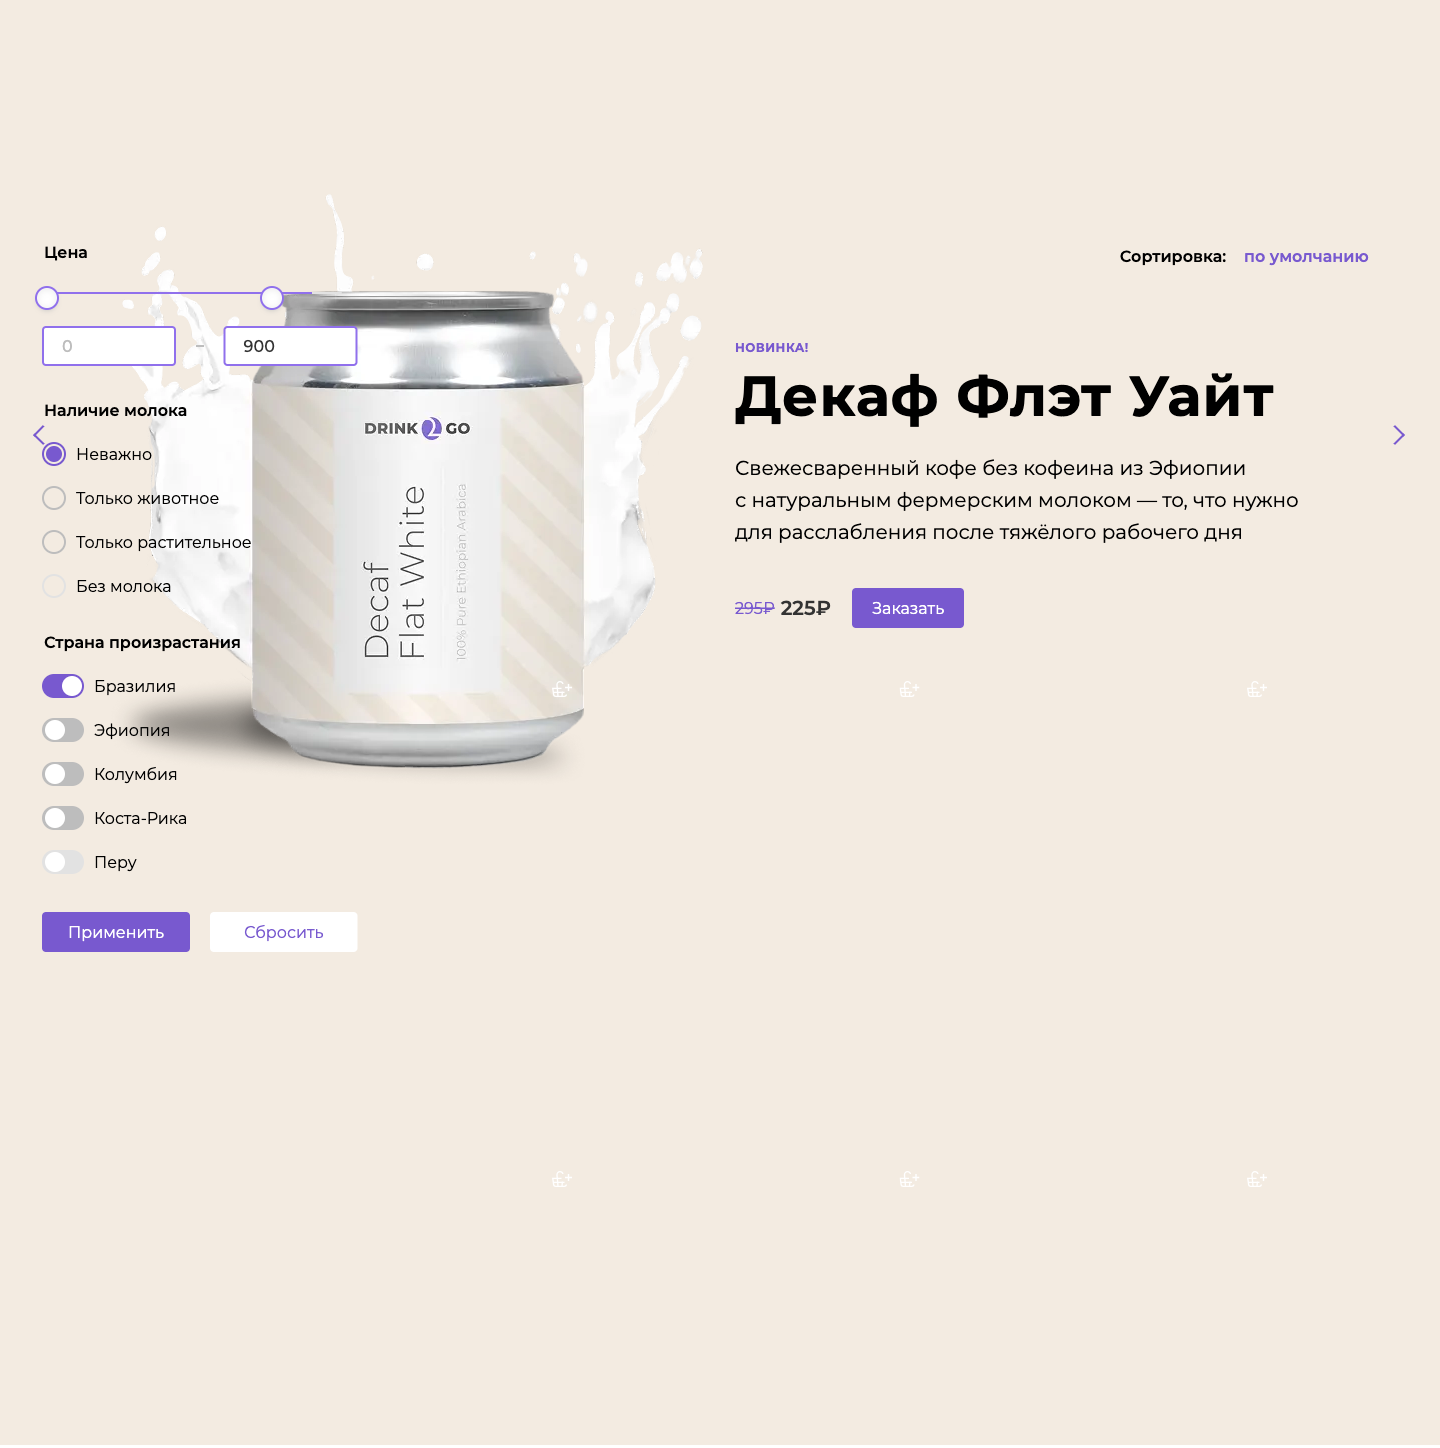 Цена
0
–
900
Наличие молока
Неважно
Только животное
Только растительное
Без молока
Страна произрастания
Бразилия
Эфиопия
Колумбия
Коста-Рика
Перу
Применить
Сбросить
DRINK 2 GO
Decaf
Flat White
100% Pure Ethiopian Arabica
Сортировка: по умолчанию
НОВИНКА!
Декаф Флэт Уайт
Свежесваренный кофе без кофеина из Эфиопии
с натуральным фермерским молоком — то, что нужно
для расслабления после тяжёлого рабочего дня
295₽ 225₽
Заказать